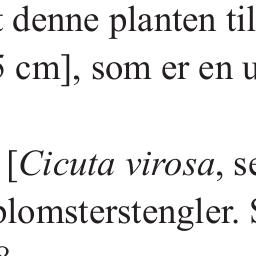 t denne planten til
5 cm], som er en u
[Cicuta virosa, se
blomsterstengler. S